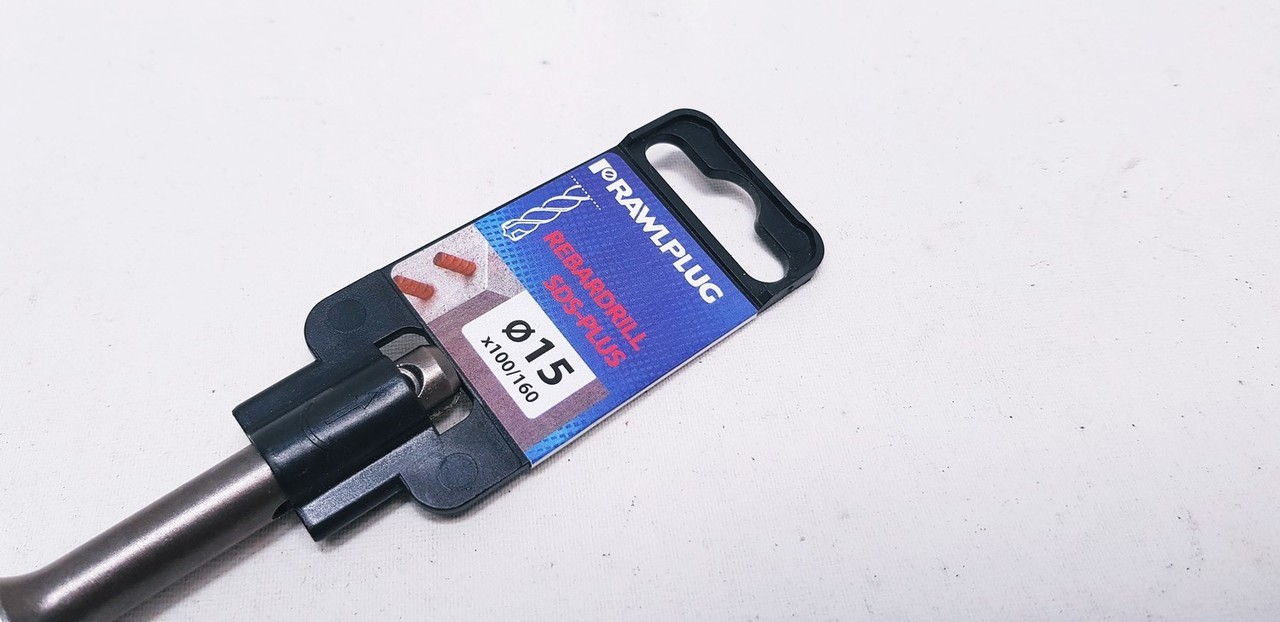 RAWLPLUG
REBARDRILL
SDS-PLUS
Ø15
x100/160